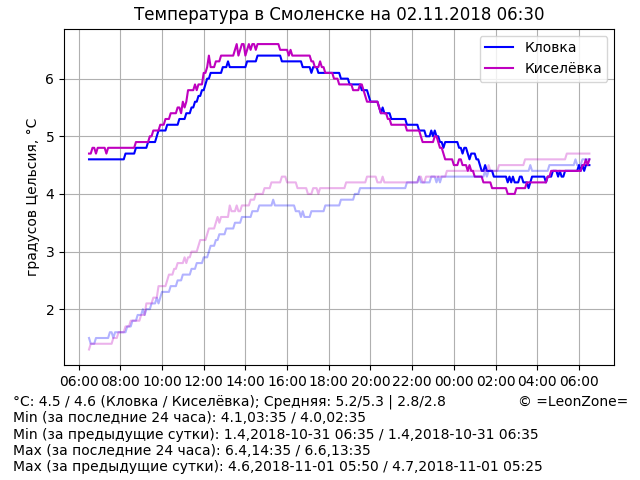 Температура в Смоленске на 02.11.2018 06:30
Кловка
Киселёвка
градусов Цельсия, °C
6
5
4
3
2
06:00 08:00 10:00 12:00 14:00 16:00 18:00 20:00 22:00 00:00 02:00 04:00 06:00
°C: 4.5 / 4.6 (Кловка / Киселёвка); Средняя: 5.2/5.3 | 2.8/2.8 © =LeonZone=
Min (за последние 24 часа): 4.1,03:35 / 4.0,02:35
Min (за предыдущие сутки): 1.4,2018-10-31 06:35 / 1.4,2018-10-31 06:35
Max (за последние 24 часа): 6.4,14:35 / 6.6,13:35
Max (за предыдущие сутки): 4.6,2018-11-01 05:50 / 4.7,2018-11-01 05:25